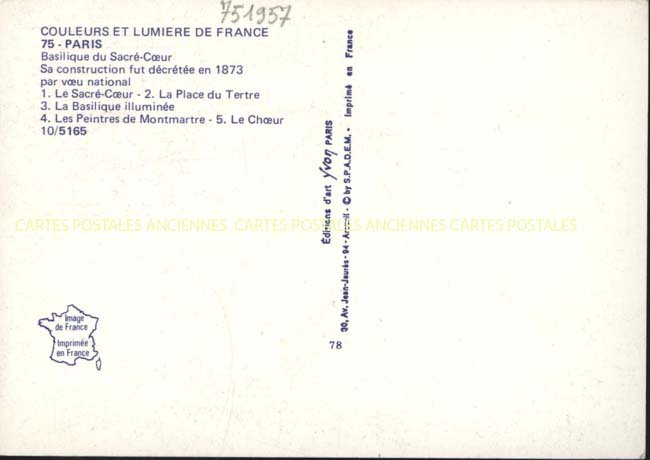 751957
COULEURS ET LUMIERE DE FRANCE
75 - PARIS
Basilique du Sacré-Cœur
Sa construction fut décrétée en 1873
par vœu national
1. Le Sacré-Cœur - 2. La Place du Tertre
3. La Basilique illuminée
4. Les Peintres de Montmartre - 5. Le Chœur
10/5165
Éditions d'art yvon PARIS
30, Av. Jean-Jaurès - 94 - Arcueil - © by S.P.A.D.E.M. - Imprimé en France
CARTES POSTALES ANCIENNES CARTES POSTALES ANCIENNES CARTES POSTALES
Image
de France
Imprimée
en France
78